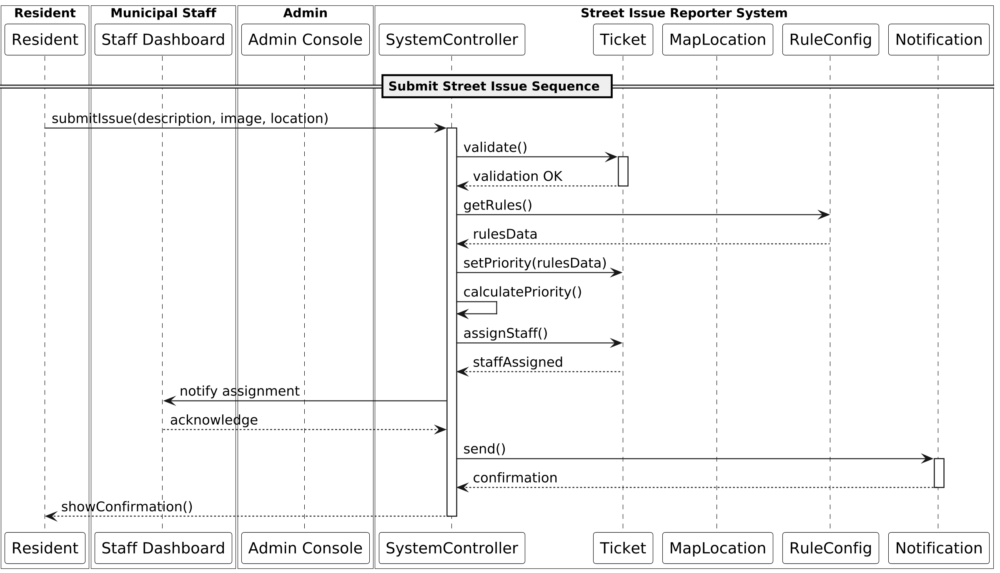 Resident
Municipal Staff
Admin
Street Issue Reporter System
Resident
Staff Dashboard
Admin Console
SystemController
Ticket
MapLocation
RuleConfig
Notification
Submit Street Issue Sequence
submitIssue(description, image, location)
validate()
validation OK
getRules()
rulesData
setPriority(rulesData)
calculatePriority()
assignStaff()
staffAssigned
notify assignment
acknowledge
send()
confirmation
showConfirmation()
Resident
Staff Dashboard
Admin Console
SystemController
Ticket
MapLocation
RuleConfig
Notification